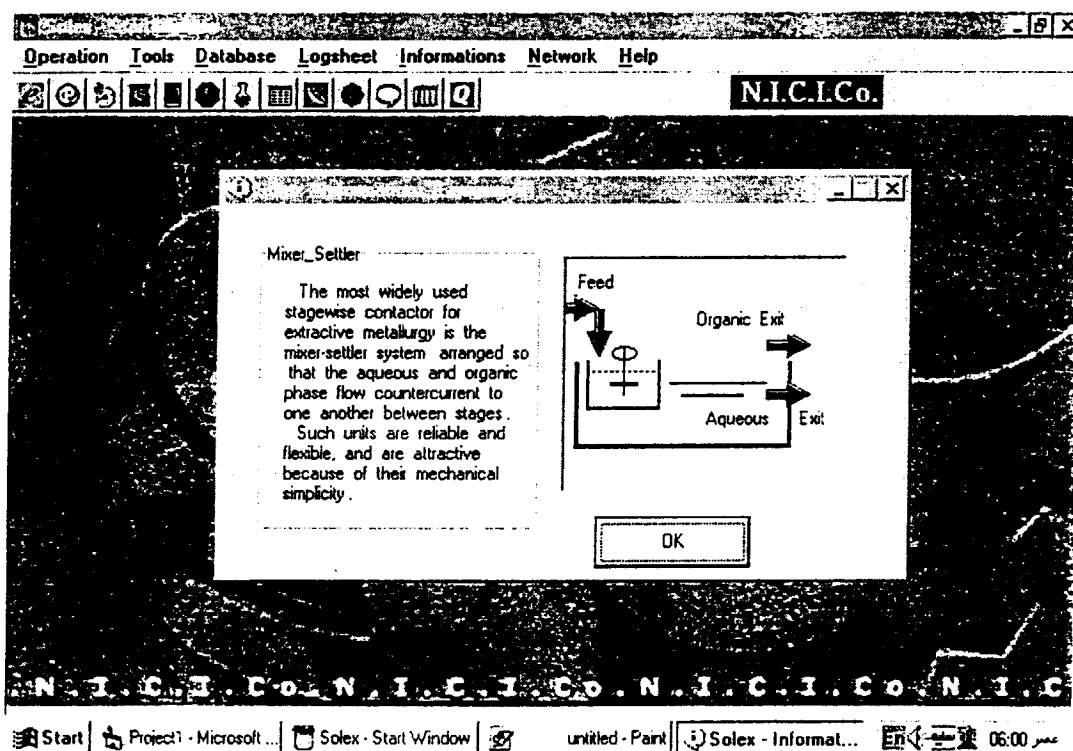 Operation Tools Database Logsheet Informations Network Help
N.I.C.I.Co.
Mixer_Settler
The most widely used
stagewise contactor for
extractive metallurgy is the
mixer-settler system arranged so
that the aqueous and organic
phase flow countercurrent to
one another between stages.
Such units are reliable and
flexible, and are attractive
because of their mechanical
simplicity.
Feed
Organic Exit
Aqueous Exit
OK
N.I.C.I.Co. N.I.C.I.Co. N.I.C.I.Co. N.I.C
Start Project1 - Microsoft ... Solex - Start Window untitled - Paint Solex - Informat... En 06:00 عصر